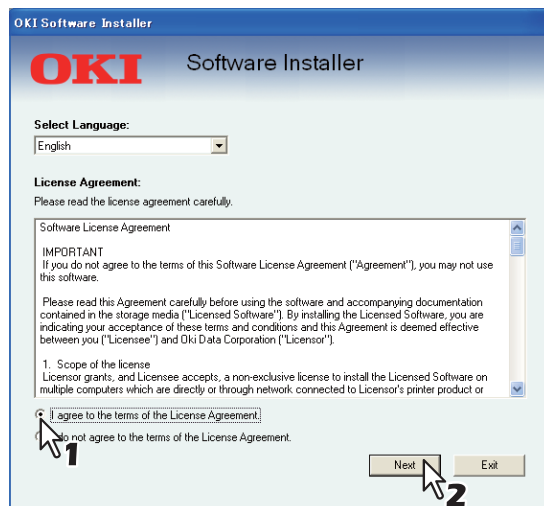 OKI Software Installer
OKI Software Installer
Select Language:
English
License Agreement:
Please read the license agreement carefully.
Software License Agreement
IMPORTANT
If you do not agree to the terms of this Software License Agreement ("Agreement"), you may not use
this software.
Please read this Agreement carefully before using the software and accompanying documentation
contained in the storage media ("Licensed Software"). By installing the Licensed Software, you are
indicating your acceptance of these terms and conditions and this Agreement is deemed effective
between you ("Licensee") and Oki Data Corporation ("Licensor").
1. Scope of the license
Licensor grants, and Licensee accepts, a non-exclusive license to install the Licensed Software on
multiple computers which are directly or through network connected to Licensor's printer product or
I agree to the terms of the License Agreement.
do not agree to the terms of the License Agreement.
1
Next Exit
2